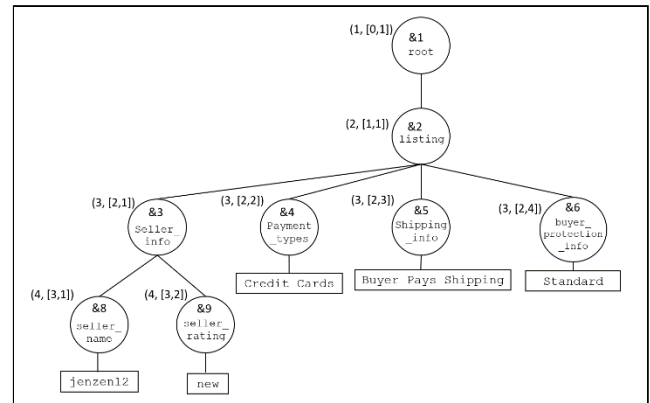 (1, [0,1])
&1
root
(2, [1,1])
&2
listing
(3, [2,1])
&3
Seller_
info
(3, [2,2])
&4
Payment
_types
(3, [2,3])
&5
Shipping
_info
(3, [2,4])
&6
buyer_
protection
_info
Credit Cards
Buyer Pays Shipping
Standard
(4, [3,1])
&8
seller_
name
(4, [3,2])
&9
seller_
rating
jenzen12
new